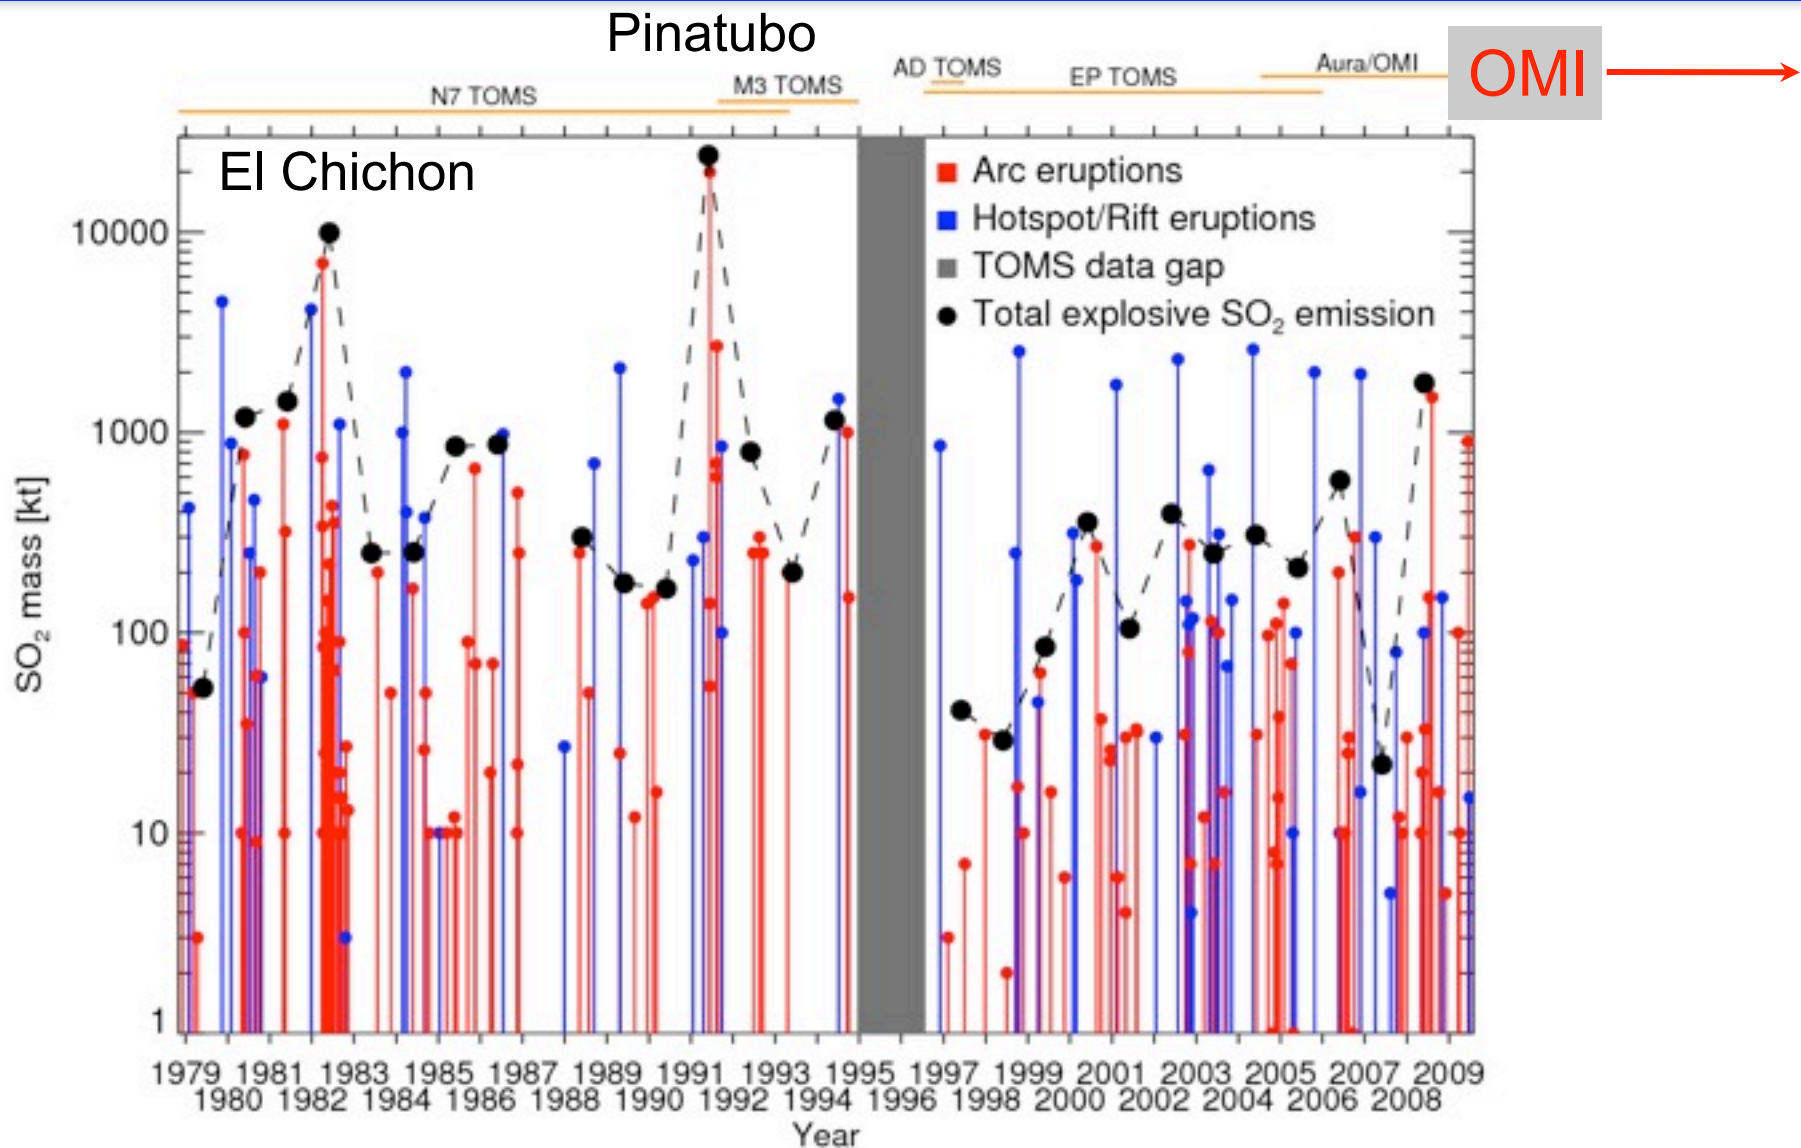 Pinatubo
N7 TOMS
M3 TOMS
AD TOMS
EP TOMS
Aura/OMI
OMI
El Chichon
Arc eruptions
Hotspot/Rift eruptions
TOMS data gap
Total explosive SO₂ emission
SO₂ mass [kt]
10000
1000
100
10
1
1979 1981 1983 1985 1987 1989 1991 1993 1995 1997 1999 2001 2003 2005 2007 2009
1980 1982 1984 1986 1988 1990 1992 1994 1996 1998 2000 2002 2004 2006 2008
Year